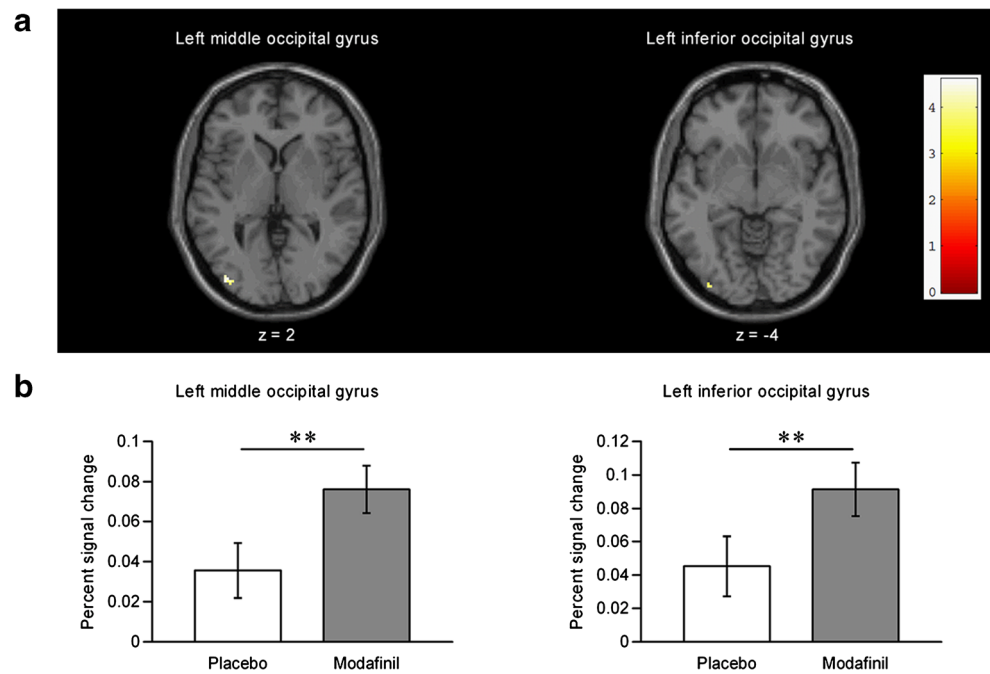 a
Left middle occipital gyrus
Left inferior occipital gyrus
4
3
2
1
0
z = 2
z = -4
b
Left middle occipital gyrus
Percent signal change
0.1
0.08
0.06
0.04
0.02
0
**
Placebo
Modafinil
Left inferior occipital gyrus
Percent signal change
0.12
0.1
0.08
0.06
0.04
0.02
0
**
Placebo
Modafinil